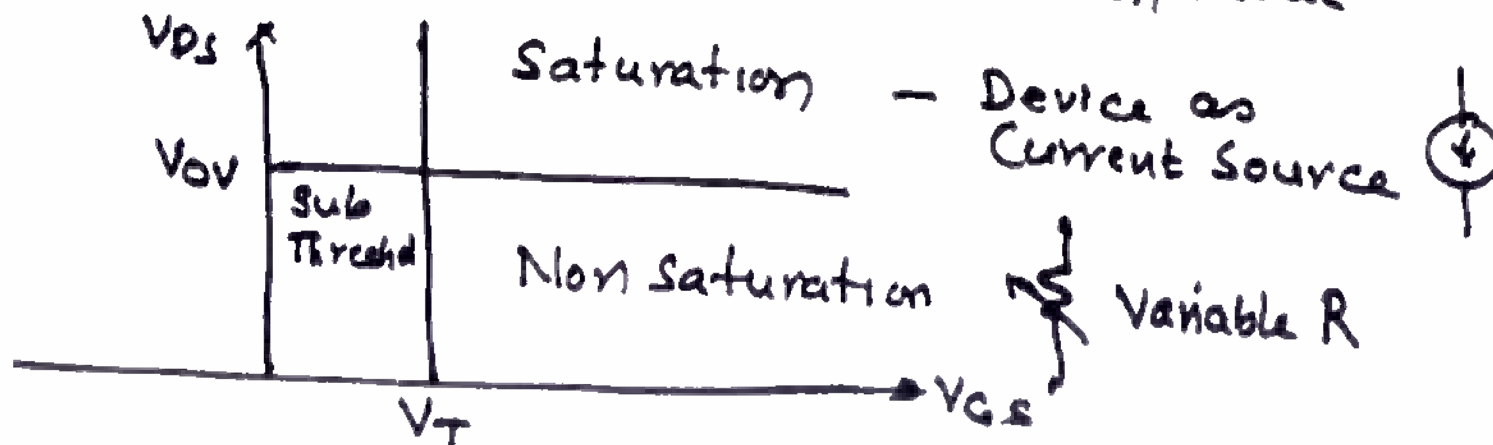 VDS
Saturation - Device as
Current Source
VOV
Sub
Threshd
Non Saturation
Variable R
VGS
VT